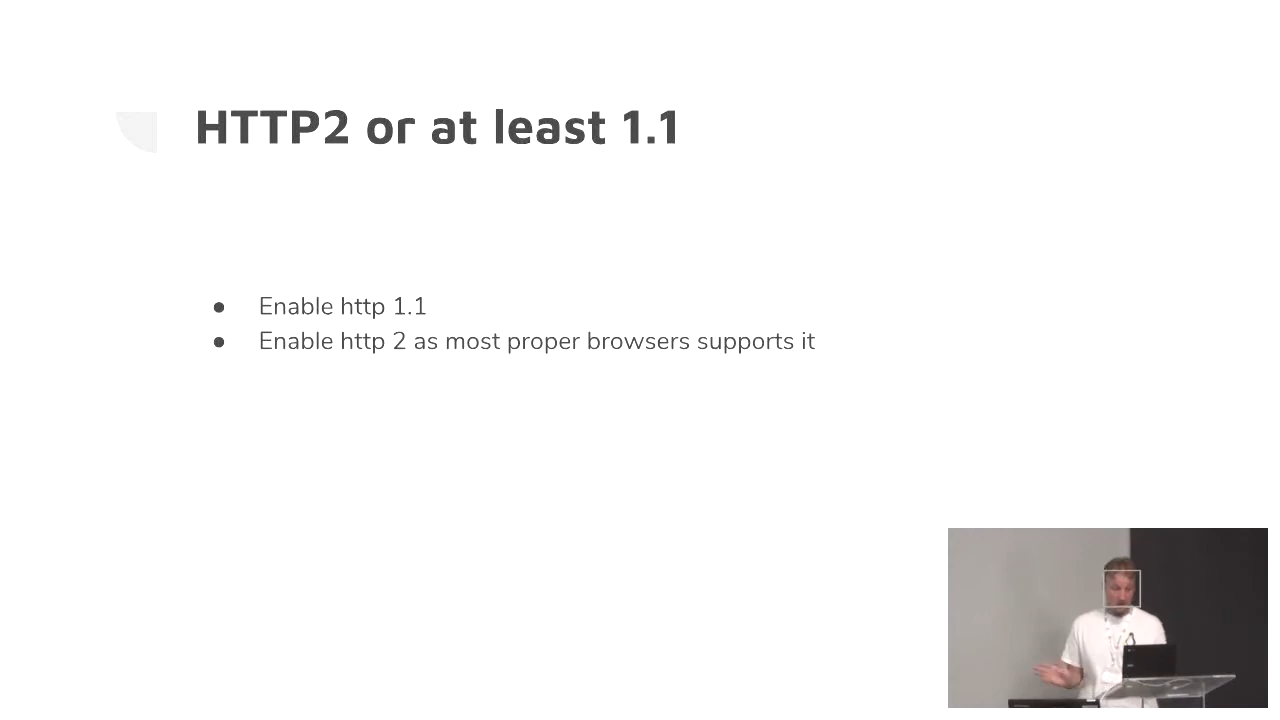 HTTP2 or at least 1.1
● Enable http 1.1
● Enable http 2 as most proper browsers supports it